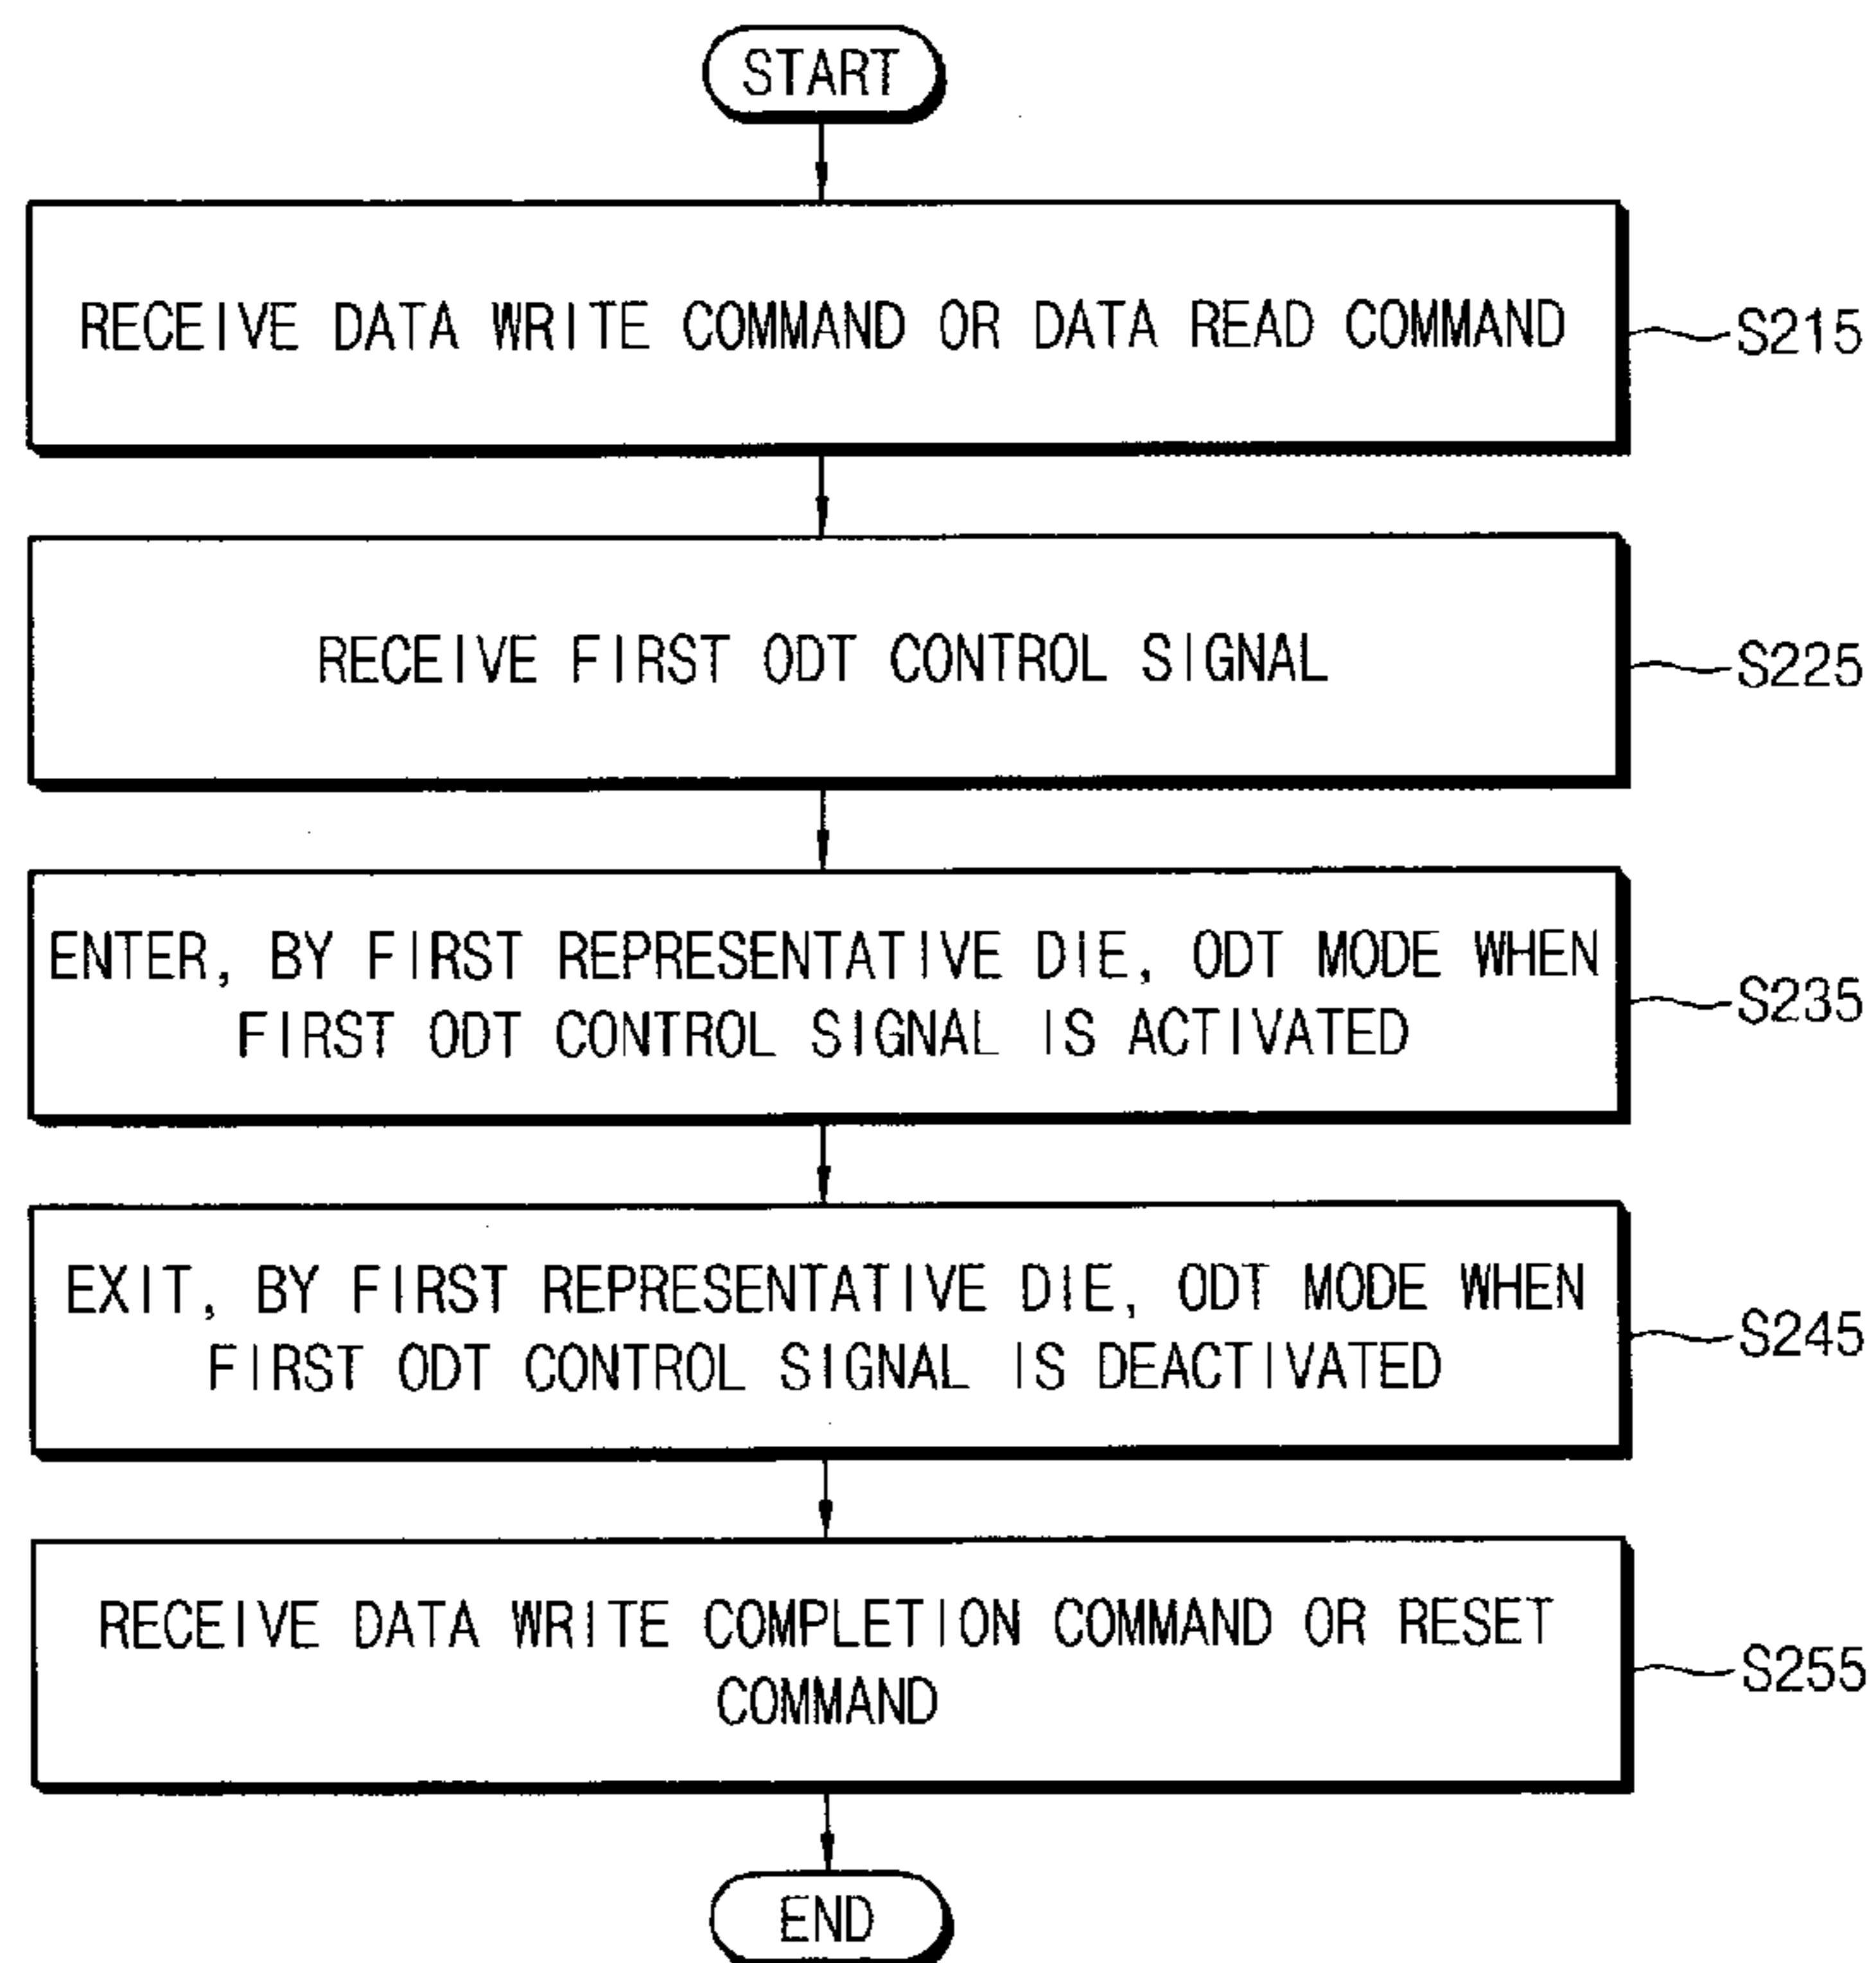 START
RECEIVE DATA WRITE COMMAND OR DATA READ COMMAND
S215
RECEIVE FIRST ODT CONTROL SIGNAL
S225
ENTER, BY FIRST REPRESENTATIVE DIE, ODT MODE WHEN
FIRST ODT CONTROL SIGNAL IS ACTIVATED
S235
EXIT, BY FIRST REPRESENTATIVE DIE, ODT MODE WHEN
FIRST ODT CONTROL SIGNAL IS DEACTIVATED
S245
RECEIVE DATA WRITE COMPLETION COMMAND OR RESET
COMMAND
S255
END